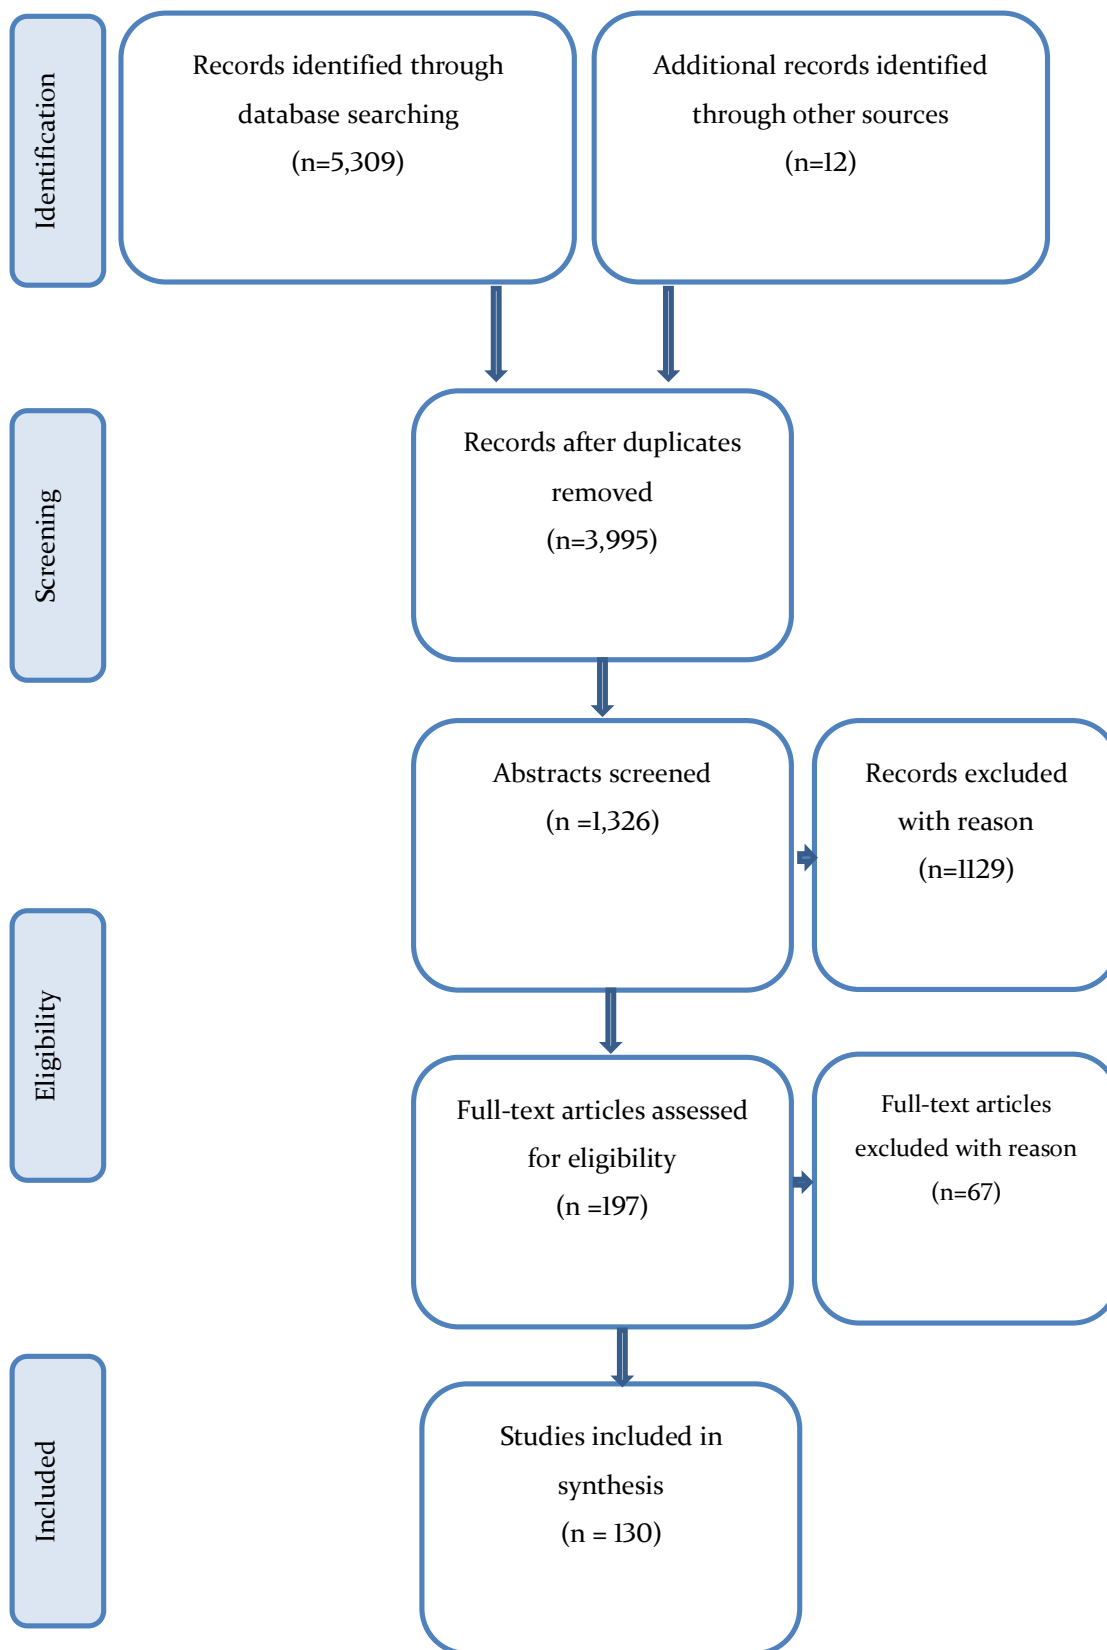 Identification
Records identified through
database searching
(n=5,309)
Additional records identified
through other sources
(n=12)
Screening
Records after duplicates
removed
(n=3,995)
Abstracts screened
(n =1,326)
Records excluded
with reason
(n=1129)
Eligibility
Full-text articles assessed
for eligibility
(n =197)
Full-text articles
excluded with reason
(n=67)
Included
Studies included in
synthesis
(n = 130)